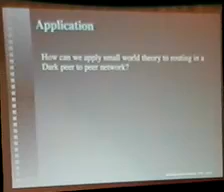 Application
How can we apply small world theory to routing in a
Dark peer to peer network?